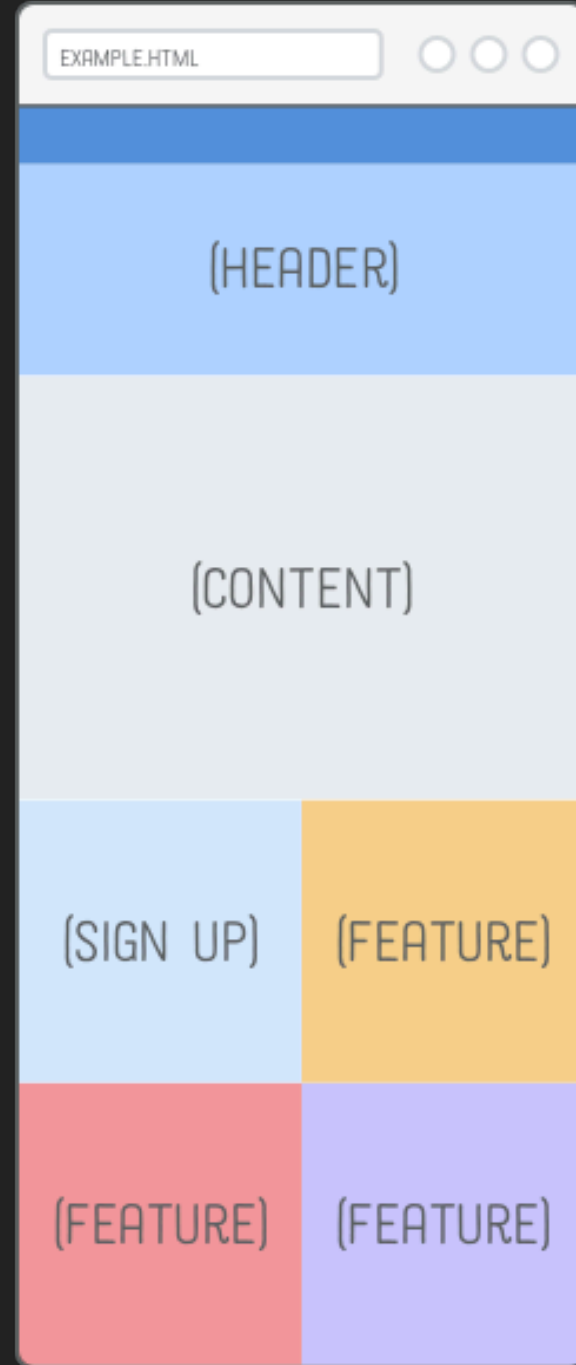 EXAMPLE.HTML
(HEADER)
(CONTENT)
(SIGN UP) (FEATURE)
(FEATURE) (FEATURE)